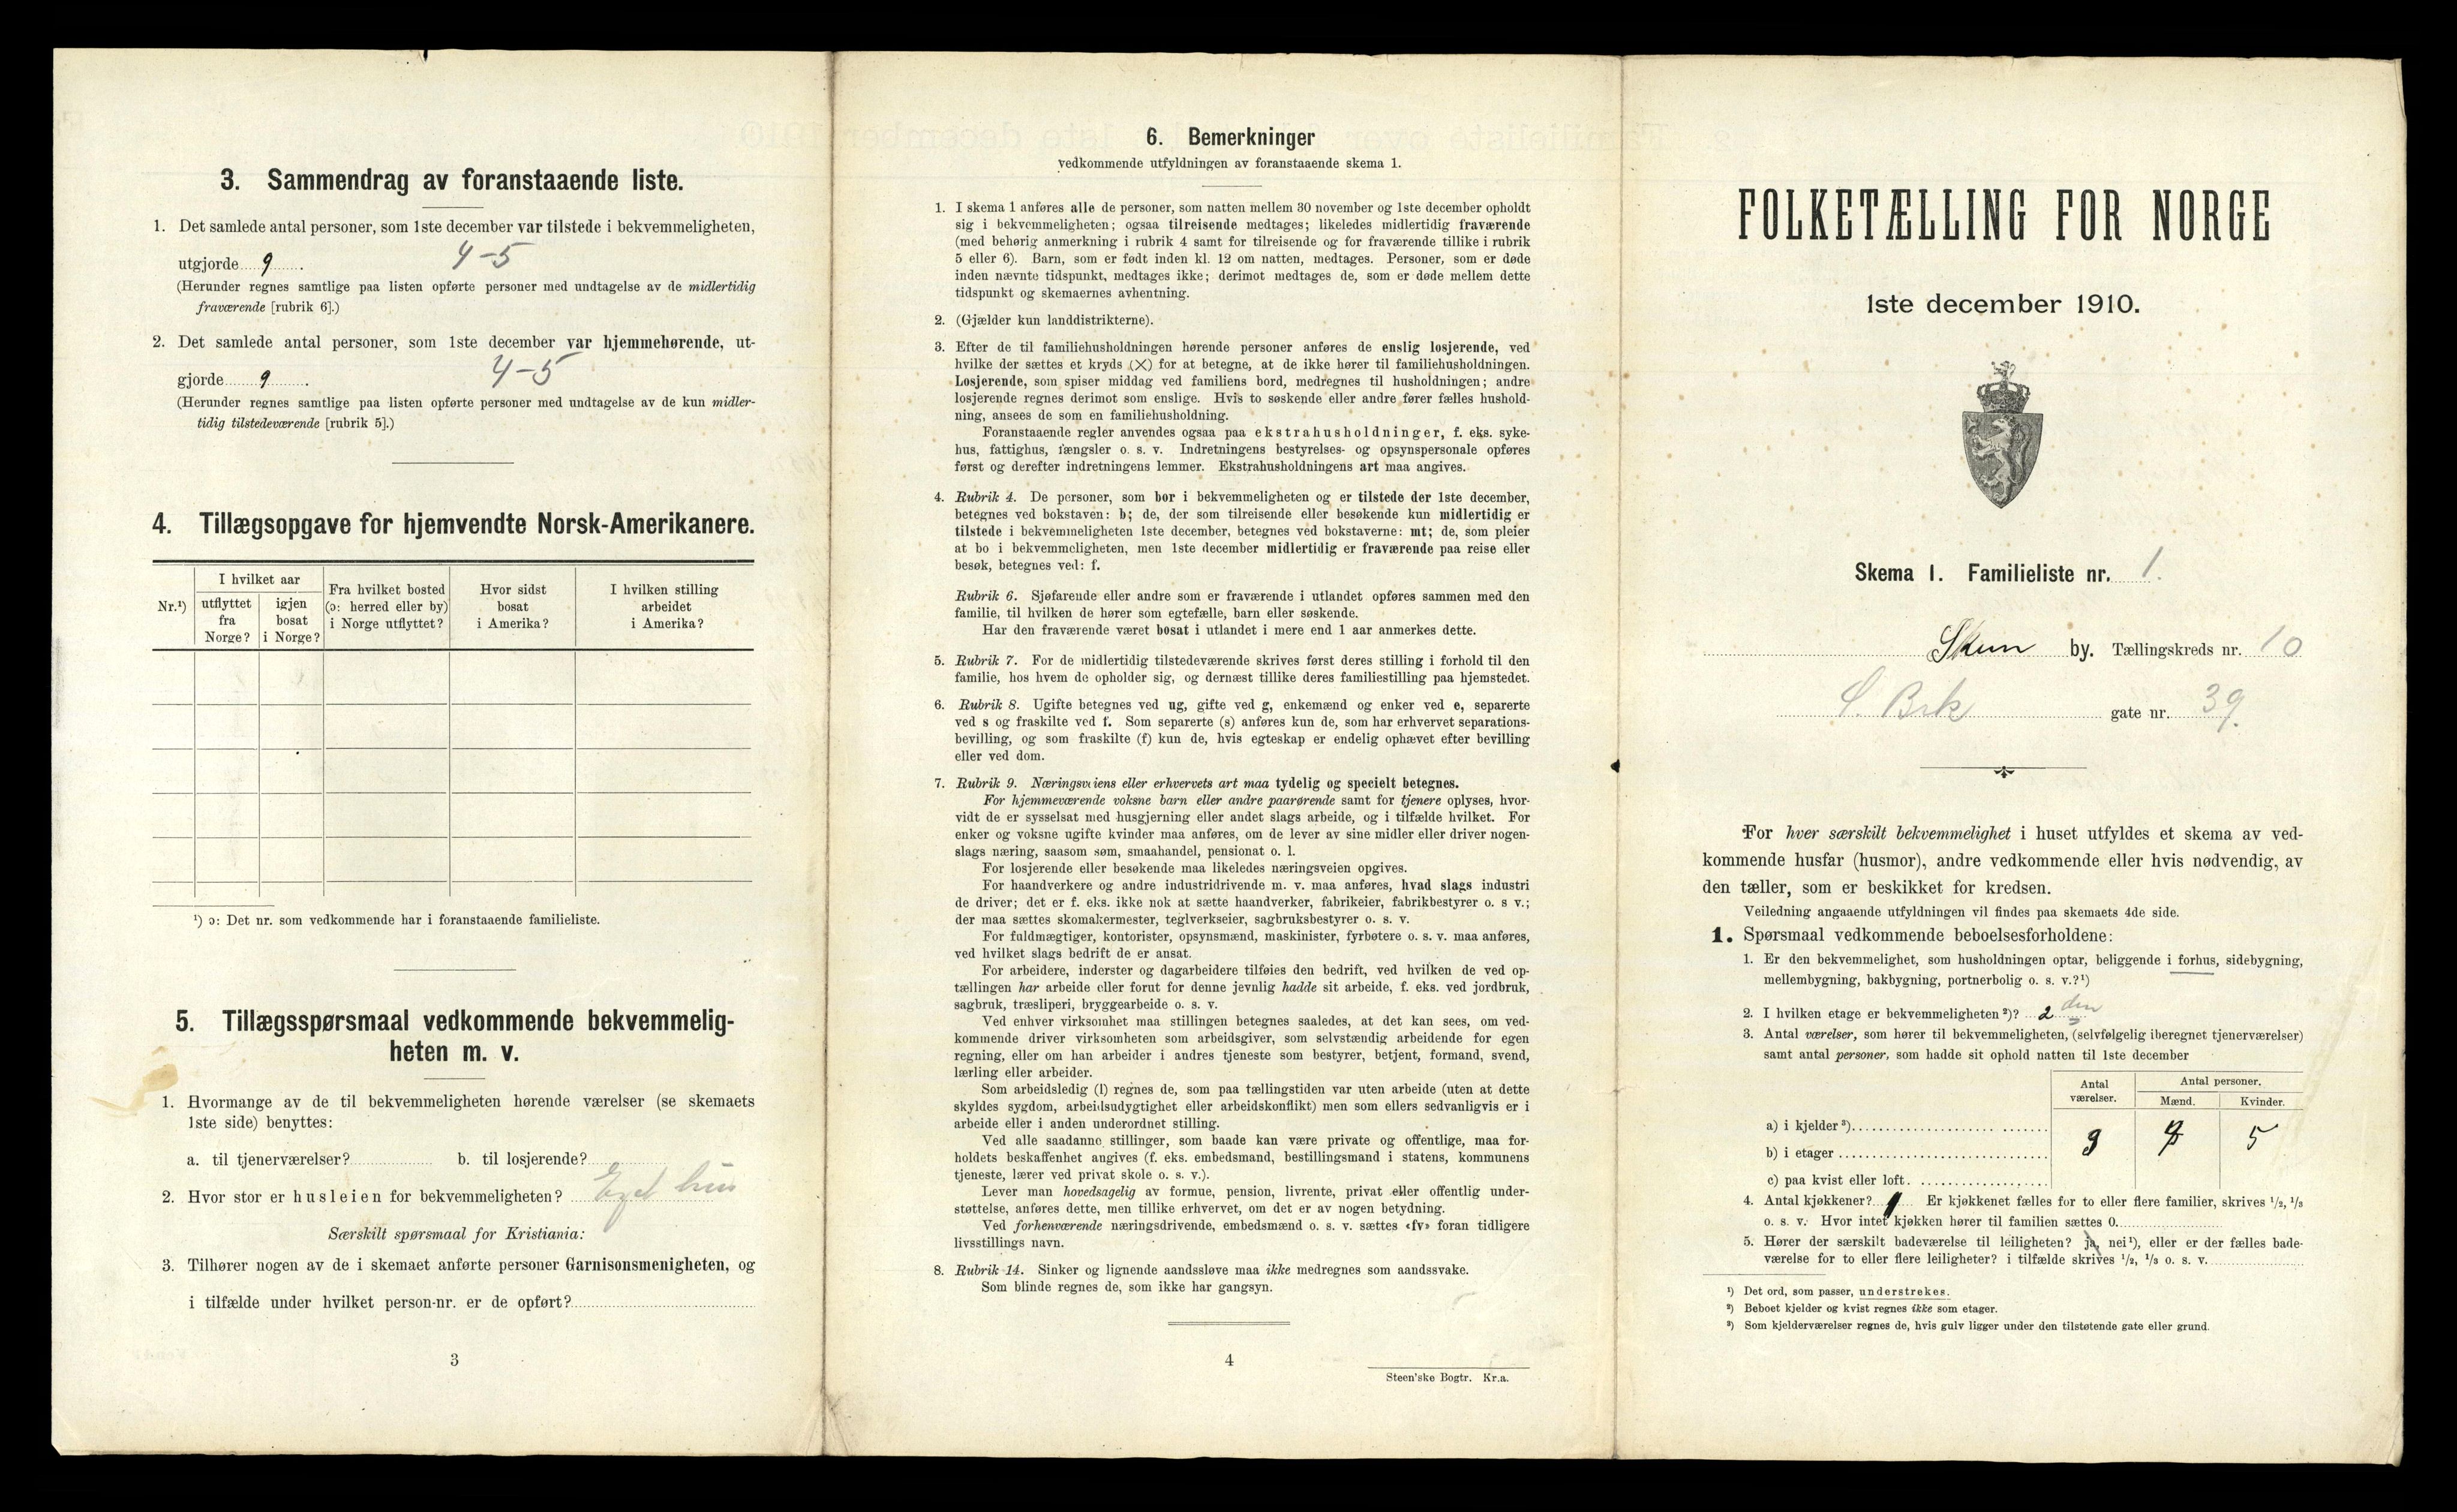 3. Sammendrag av foranstaaende liste.
1. Det samlede antal personer, som 1ste december var tilstede i bekvemmeligheten,
utgjorde 9 . 4-5
(Herunder regnes samtlige paa listen opførte personer med undtagelse av de midlertidig
fraværende [rubrik 6].)
2. Det samlede antal personer, som 1ste december var hjemmehørende, ut-
gjorde 9 . 4-5
(Herunder regnes samtlige paa listen opførte personer med undtagelse av de kun midler-
tidig tilstedeværende [rubrik 5].)
4. Tillægsopgave for hjemvendte Norsk-Amerikanere.
Nr.¹)
I hvilket aar
utflyttet
fra
Norge?
igjen
bosat
i Norge?
Fra hvilket bosted
(ɔ: herred eller by)
i Norge utflyttet?
Hvor sidst
bosat
i Amerika?
I hvilken stilling
arbeidet
i Amerika?
¹) ɔ: Det nr. som vedkommende har i foranstaaende familieliste.
5. Tillægsspørsmaal vedkommende bekvemmelig-
heten m. v.
1. Hvormange av de til bekvemmeligheten hørende værelser (se skemaets
1ste side) benyttes:
a. til tjenerværelser? b. til losjerende?
2. Hvor stor er husleien for bekvemmeligheten? Eget hus
Særskilt spørsmaal for Kristiania:
3. Tilhører nogen av de i skemaet anførte personer Garnisonsmenigheten, og
i tilfælde under hvilket person-nr. er de opført?
3
6. Bemerkninger
vedkommende utfyldningen av foranstaaende skema 1.
1. I skema 1 anføres alle de personer, som natten mellem 30 november og 1ste december opholdt
sig i bekvemmeligheten; ogsaa tilreisende medtages; likeledes midlertidig fraværende
(med behørig anmerkning i rubrik 4 samt for tilreisende og for fraværende tillike i rubrik
5 eller 6). Barn, som er født inden kl. 12 om natten, medtages. Personer, som er døde
inden nævnte tidspunkt, medtages ikke; derimot medtages de, som er døde mellem dette
tidspunkt og skemaernes avhentning.
2. (Gjælder kun landdistrikterne).
3. Efter de til familiehusholdningen hørende personer anføres de enslig losjerende, ved
hvilke der sættes et kryds (X) for at betegne, at de ikke hører til familiehusholdningen.
Losjerende, som spiser middag ved familiens bord, medregnes til husholdningen; andre
losjerende regnes derimot som enslige. Hvis to søskende eller andre fører fælles hushold-
ning, ansees de som en familiehusholdning.
Foranstaaende regler anvendes ogsaa paa ekstrahusholdninger, f. eks. syke-
hus, fattighus, fængsler o. s. v. Indretningens bestyrelses- og opsynspersonale opføres
først og derefter indretningens lemmer. Ekstrahusholdningens art maa angives.
4. Rubrik 4. De personer, som bor i bekvemmeligheten og er tilstede der 1ste december,
betegnes ved bokstaven: b; de, der som tilreisende eller besøkende kun midlertidig er
tilstede i bekvemmeligheten 1ste december, betegnes ved bokstaverne: mt; de, som pleier
at bo i bekvemmeligheten, men 1ste december midlertidig er fraværende paa reise eller
besøk, betegnes ved: f.
Rubrik 6. Sjøfarende eller andre som er fraværende i utlandet opføres sammen med den
familie, til hvilken de hører som egtefælle, barn eller søskende.
Har den fraværende været bosat i utlandet i mere end 1 aar anmerkes dette.
5. Rubrik 7. For de midlertidig tilstedeværende skrives først deres stilling i forhold til den
familie, hos hvem de opholder sig, og dernæst tillike deres familiestilling paa hjemstedet.
6. Rubrik 8. Ugifte betegnes ved ug, gifte ved g, enkemænd og enker ved e, separerte
ved s og fraskilte ved f. Som separerte (s) anføres kun de, som har erhvervet separations-
bevilling, og som fraskilte (f) kun de, hvis egteskap er endelig ophævet efter bevilling
eller ved dom.
7. Rubrik 9. Næringsveiens eller erhvervets art maa tydelig og specielt betegnes.
For hjemmeværende voksne barn eller andre paarørende samt for tjenere oplyses, hvor-
vidt de er sysselsat med husgjerning eller andet slags arbeide, og i tilfælde hvilket. For
enker og voksne ugifte kvinder maa anføres, om de lever av sine midler eller driver nogen-
slags næring, saasom søm, smaahandel, pensionat o. l.
For losjerende eller besøkende maa likeledes næringsveien opgives.
For haandverkere og andre industridrivende m. v. maa anføres, hvad slags industri
de driver; det er f. eks. ikke nok at sætte haandverker, fabrikeier, fabrikbestyrer o. s v.;
der maa sættes skomakermester, teglverkseier, sagbruksbestyrer o. s. v.
For fuldmægtiger, kontorister, opsynsmænd, maskinister, fyrbøtere o. s. v. maa anføres,
ved hvilket slags bedrift de er ansat.
For arbeidere, inderster og dagarbeidere tilføies den bedrift, ved hvilken de ved op-
tællingen har arbeide eller forut for denne jevnlig hadde sit arbeide, f. eks. ved jordbruk,
sagbruk, træsliperi, bryggearbeide o. s. v.
Ved enhver virksomhet maa stillingen betegnes saaledes, at det kan sees, om ved-
kommende driver virksomheten som arbeidsgiver, som selvstændig arbeidende for egen
regning, eller om han arbeider i andres tjeneste som bestyrer, betjent, formand, svend,
lærling eller arbeider.
Som arbeidsledig (l) regnes de, som paa tællingstiden var uten arbeide (uten at dette
skyldes sygdom, arbeidsudygtighet eller arbeidskonflikt) men som ellers sedvanligvis er i
arbeide eller i anden underordnet stilling.
Ved alle saadanne stillinger, som baade kan være private og offentlige, maa for-
holdets beskaffenhet angives (f. eks. embedsmand, bestillingsmand i statens, kommunens
tjeneste, lærer ved privat skole o. s. v.).
Lever man hovedsagelig av formue, pension, livrente, privat eller offentlig under-
støttelse, anføres dette, men tillike erhvervet, om det er av nogen betydning.
Ved forhenværende næringsdrivende, embedsmænd o. s. v. sættes «fv» foran tidligere
livsstillings navn.
8. Rubrik 14. Sinker og lignende aandssløve maa ikke medregnes som aandssvake.
Som blinde regnes de, som ikke har gangsyn.
4
Steen'ske Bogtr. Kr.a.
FOLKETÆLLING FOR NORGE
1ste december 1910.
Skema 1. Familieliste nr. 1.
Skien by. Tællingskreds nr. 10
S. Brk gate nr. 39.
For hver særskilt bekvemmelighet i huset utfyldes et skema av ved-
kommende husfar (husmor), andre vedkommende eller hvis nødvendig, av
den tæller, som er beskikket for kredsen.
Veiledning angaaende utfyldningen vil findes paa skemaets 4de side.
1. Spørsmaal vedkommende beboelsesforholdene:
1. Er den bekvemmelighet, som husholdningen optar, beliggende i forhus, sidebygning,
mellembygning, bakbygning, portnerbolig o. s. v.?¹)
2. I hvilken etage er bekvemmeligheten²)? 2 den
3. Antal værelser, som hører til bekvemmeligheten, (selvfølgelig iberegnet tjenerværelser)
samt antal personer, som hadde sit ophold natten til 1ste december
Antal
værelser.
Antal personer.
Mænd. Kvinder.
a) i kjelder³)
b) i etager 9 5
c) paa kvist eller loft
4. Antal kjøkkener? 1 Er kjøkkenet fælles for to eller flere familier, skrives ¹/₂, ¹/₃
o. s. v. Hvor intet kjøkken hører til familien sættes 0.
5. Hører der særskilt badeværelse til leiligheten? ja, nei¹), eller er der fælles bade-
værelse for to eller flere leiligheter? i tilfælde skrives ¹/₂, ¹/₃ o. s. v.
¹) Det ord, som passer, understrekes.
²) Beboet kjelder og kvist regnes ikke som etager.
³) Som kjelderværelser regnes de, hvis gulv ligger under den tilstøtende gate eller grund.